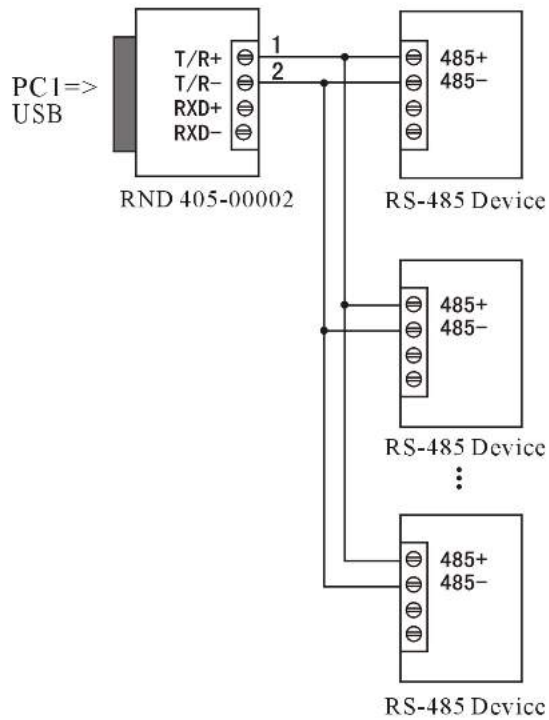 PC1=>
USB
T/R+
T/R-
RXD+
RXD-
1
2
RND 405-00002
485+
485-
RS-485 Device
485+
485-
RS-485 Device
485+
485-
RS-485 Device